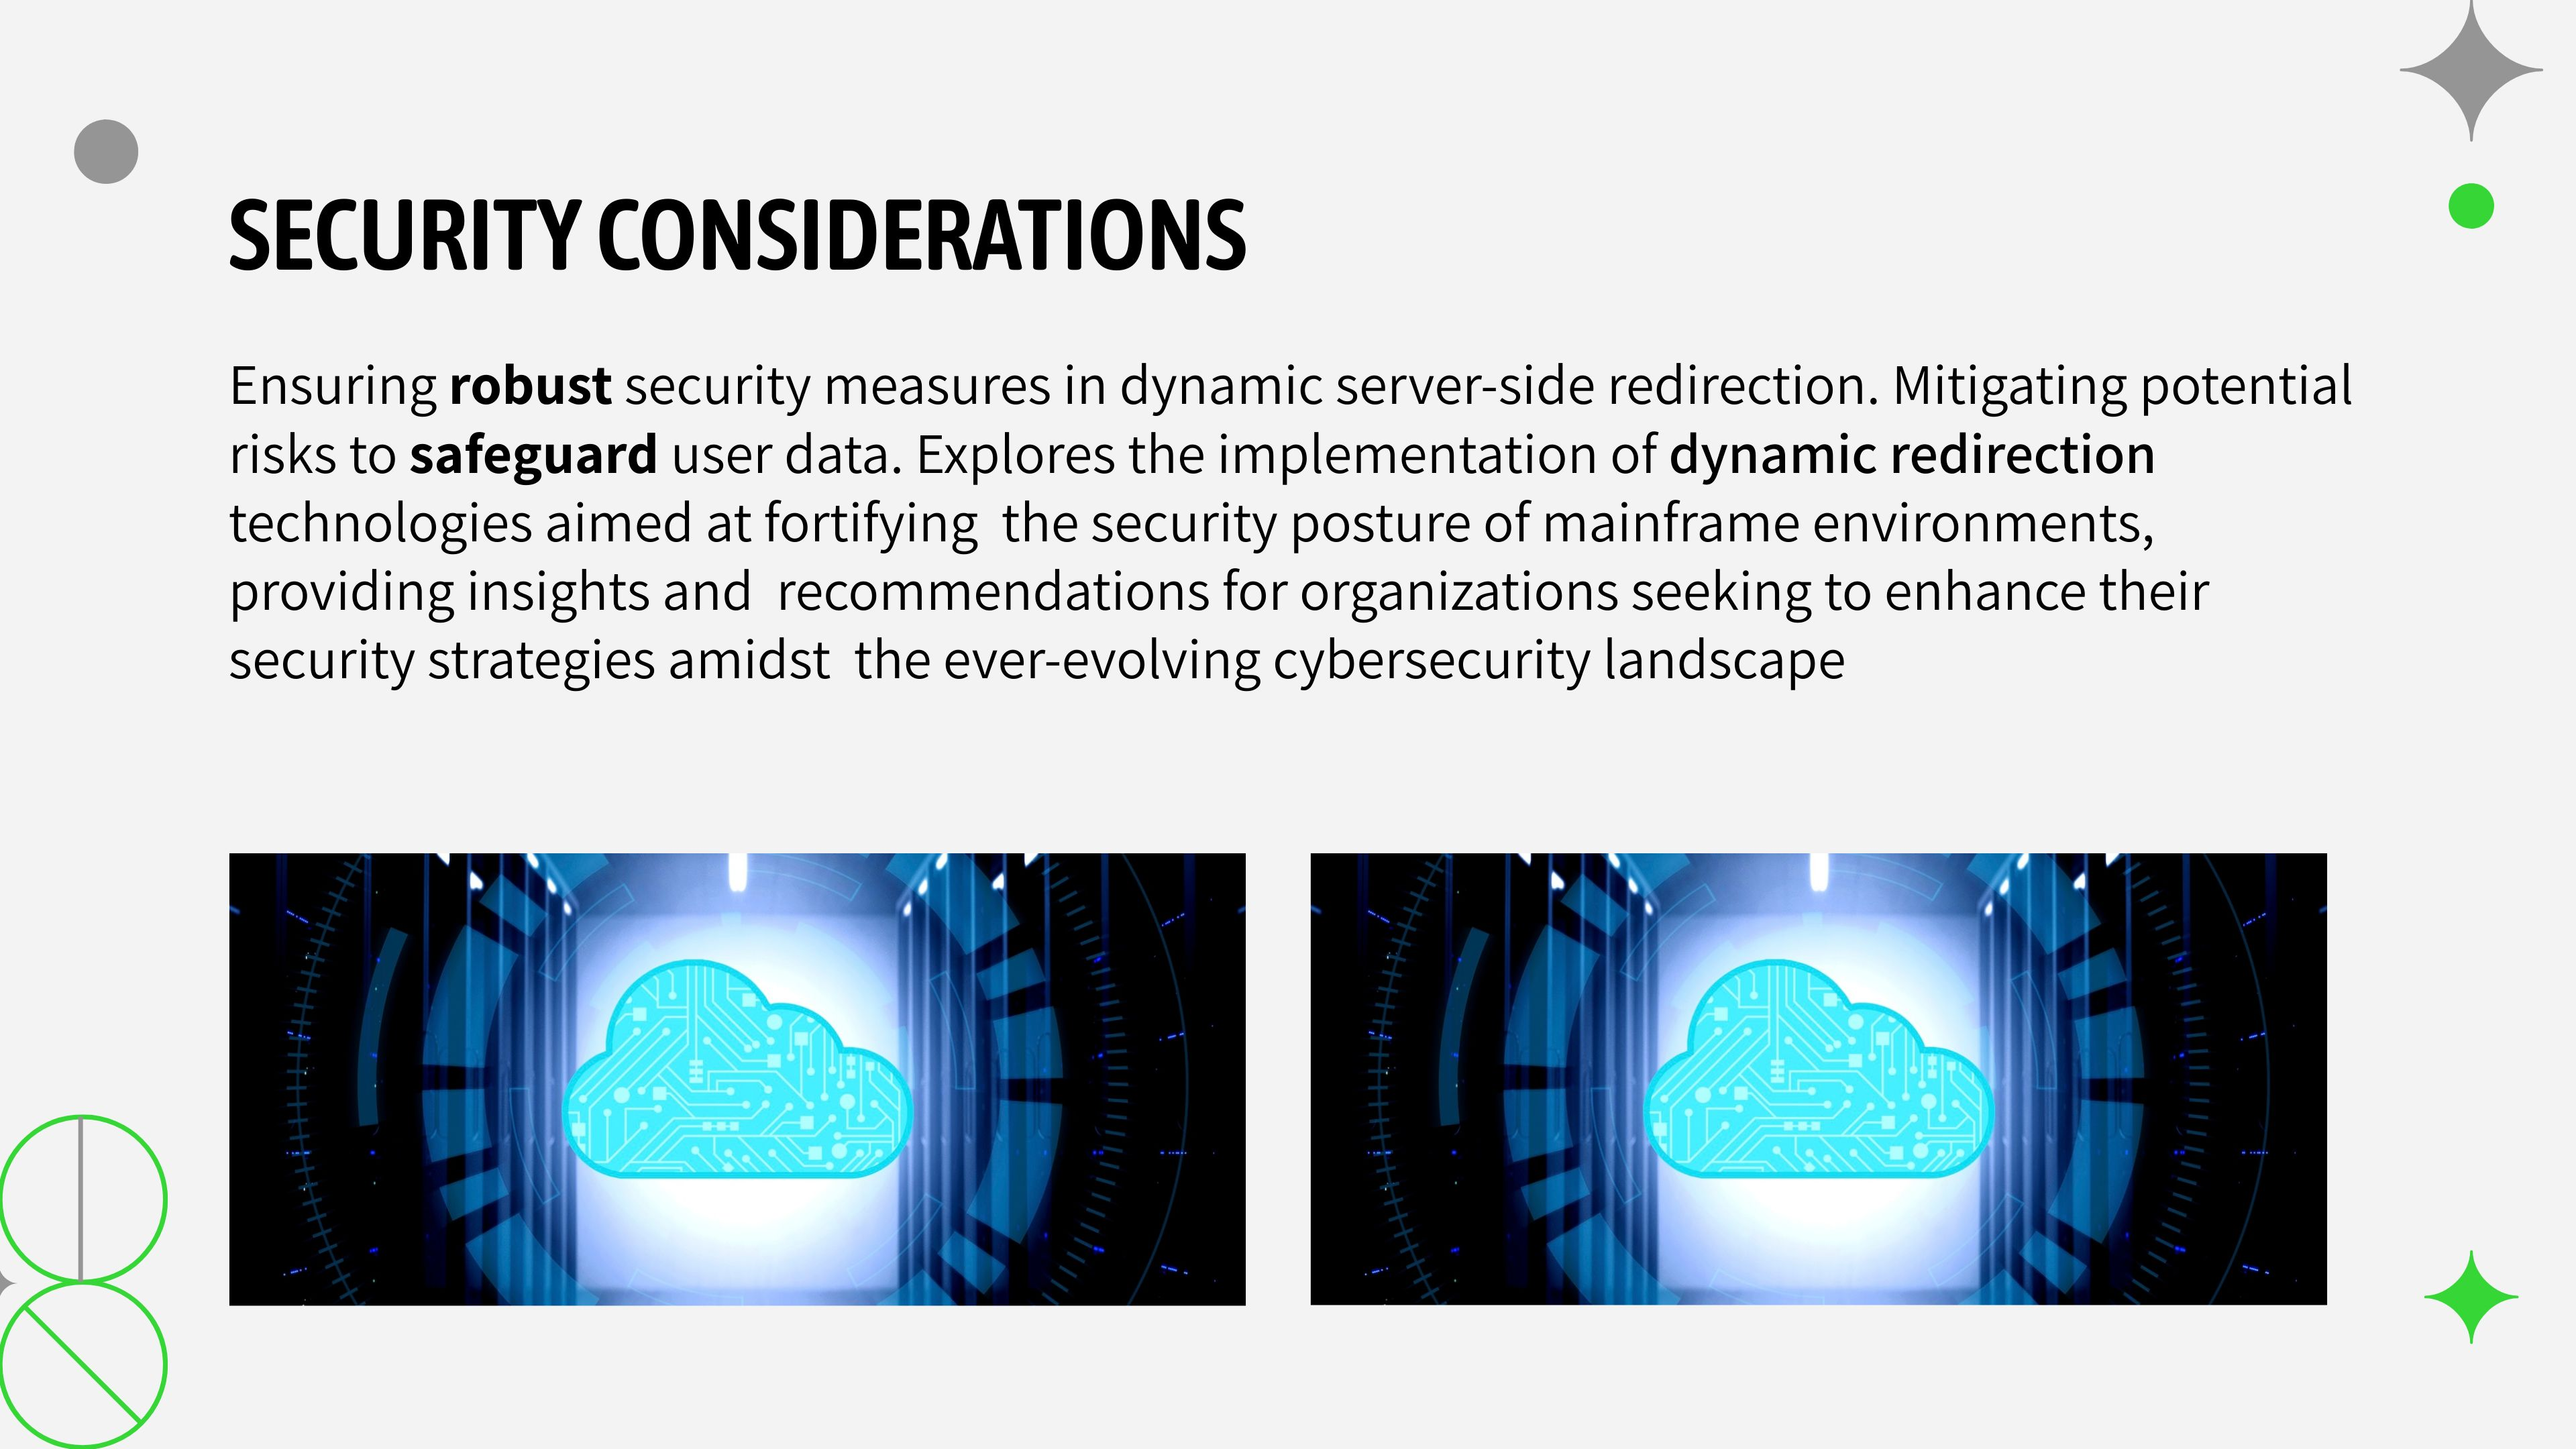 SECURITY CONSIDERATIONS
Ensuring robust security measures in dynamic server-side redirection. Mitigating potential
risks to safeguard user data. Explores the implementation of dynamic redirection
technologies aimed at fortifying  the security posture of mainframe environments,
providing insights and  recommendations for organizations seeking to enhance their
security strategies amidst  the ever-evolving cybersecurity landscape